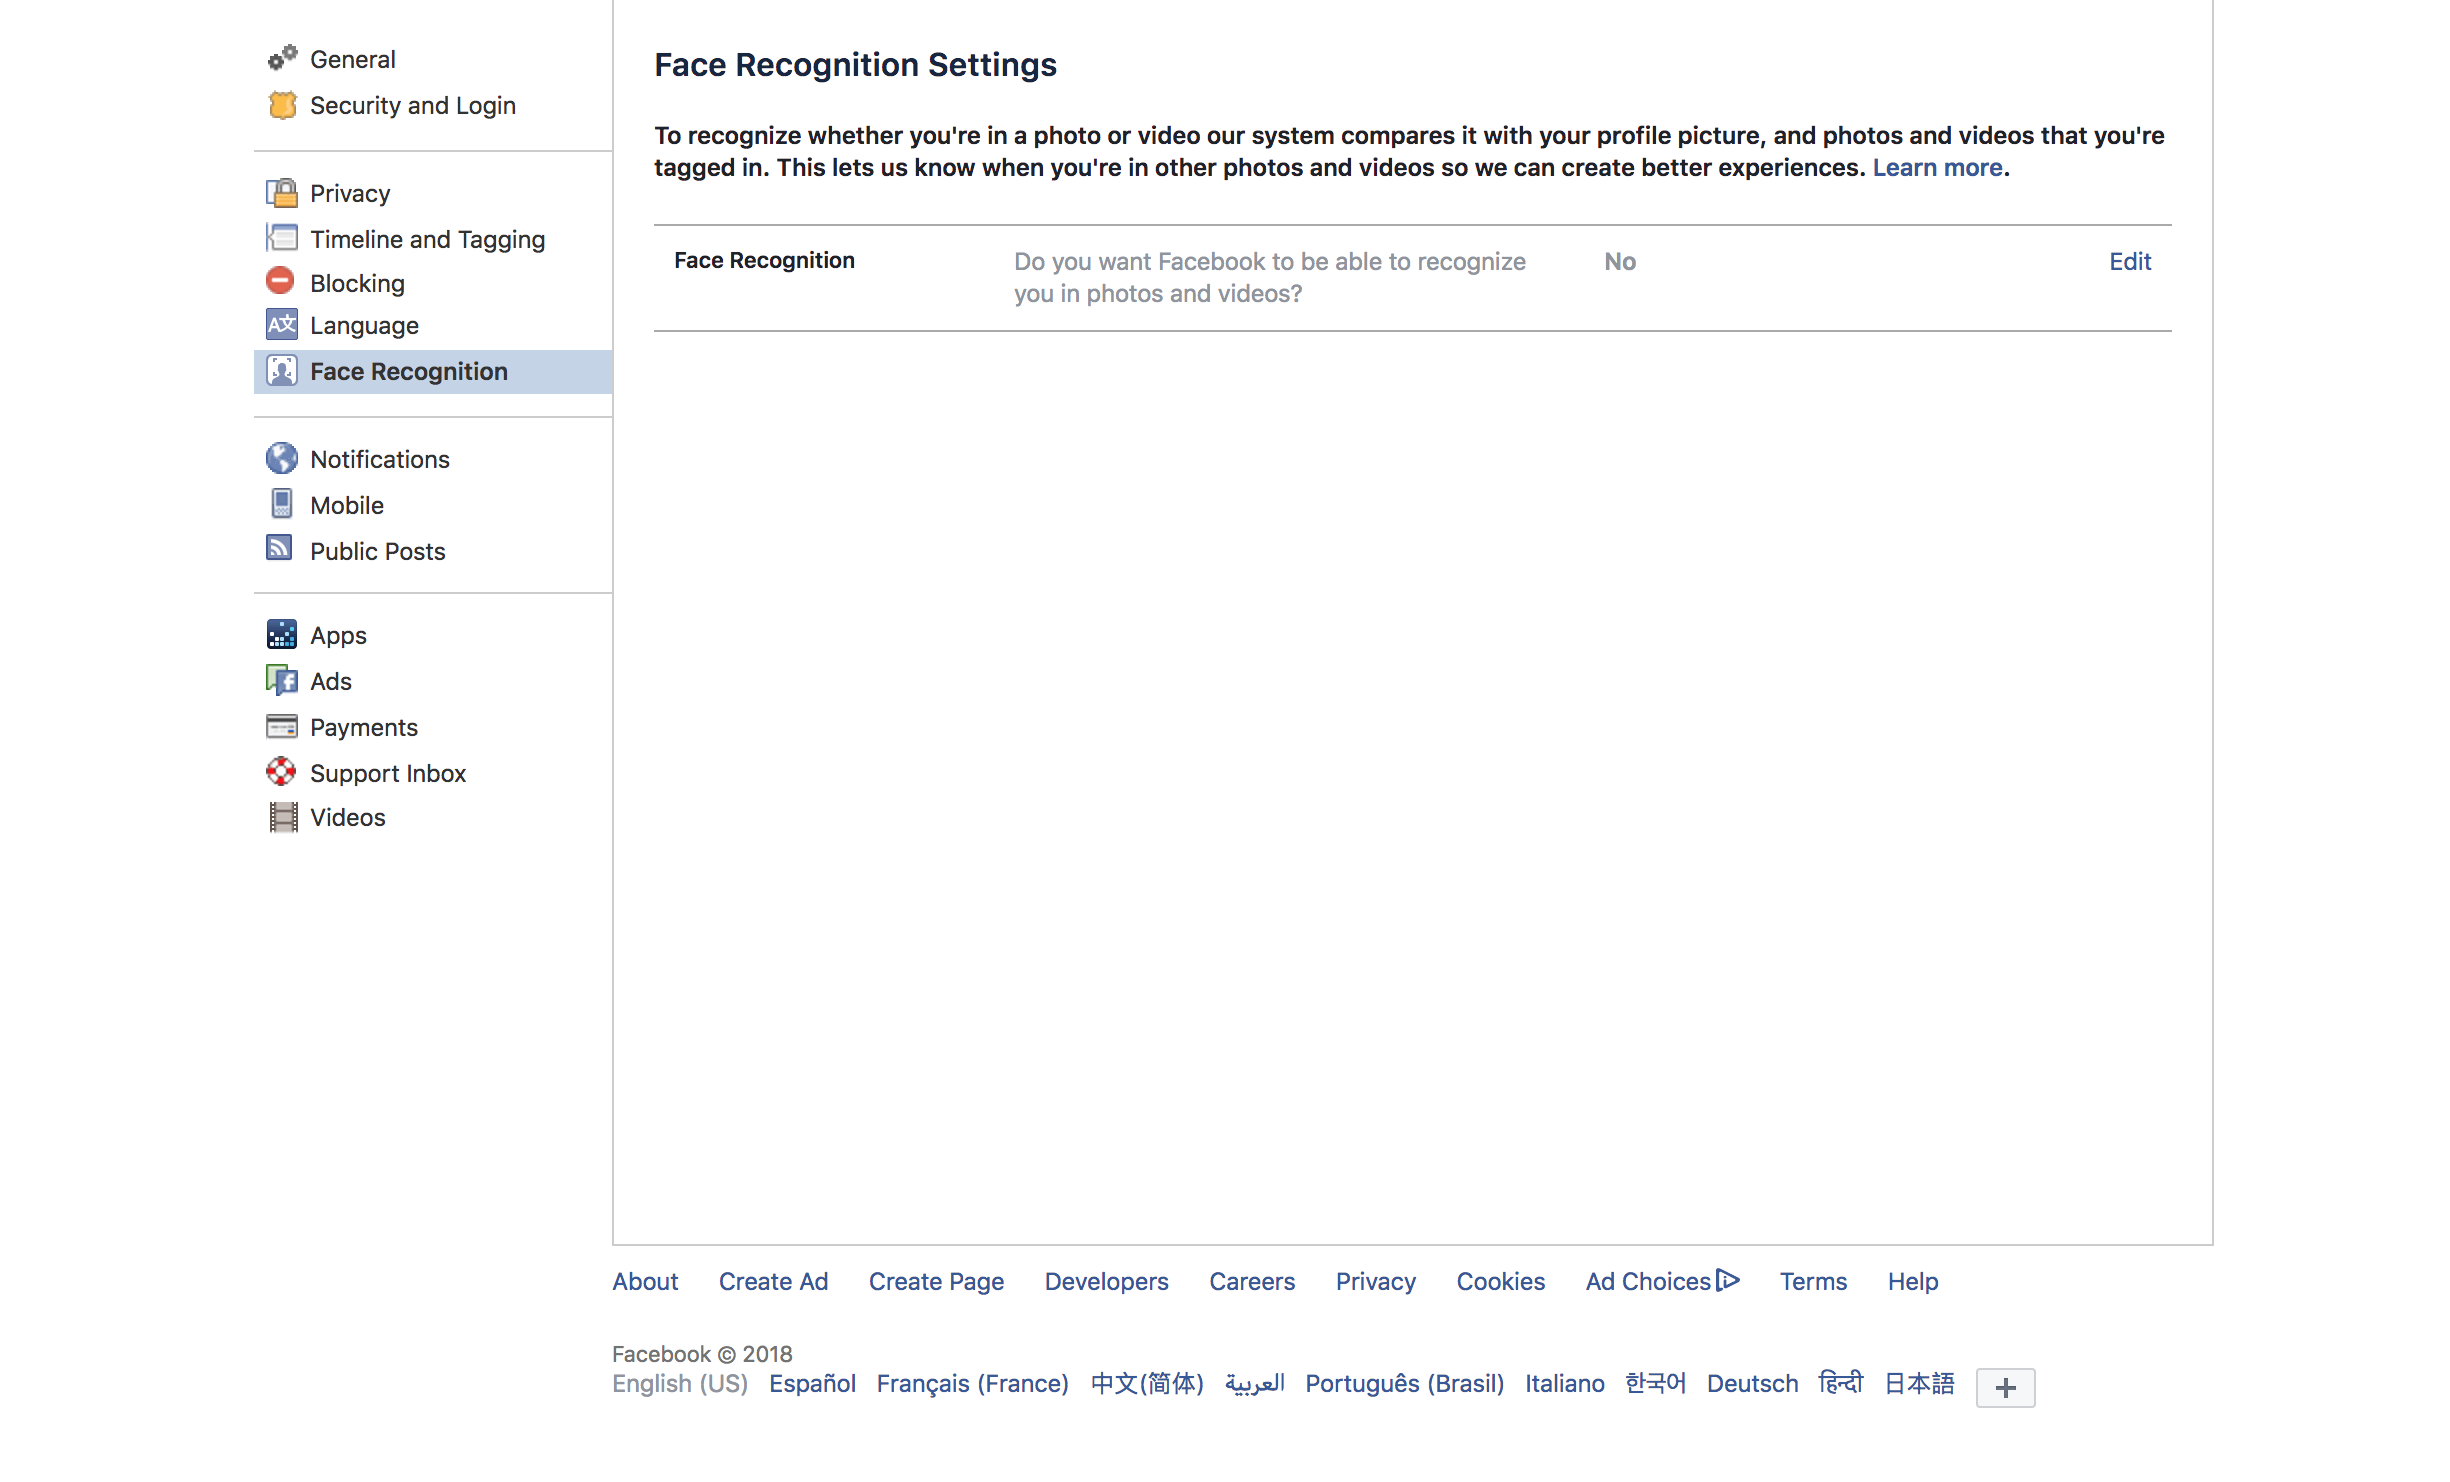 General
Security and Login
Privacy
Timeline and Tagging
Blocking
Language
Face Recognition
Notifications
Mobile
Public Posts
Apps
Ads
Payments
Support Inbox
Videos
Face Recognition Settings
To recognize whether you're in a photo or video our system compares it with your profile picture, and photos and videos that you're
tagged in. This lets us know when you're in other photos and videos so we can create better experiences. Learn more.
Face Recognition
Do you want Facebook to be able to recognize
you in photos and videos?
No
Edit
About Create Ad Create Page Developers Careers Privacy Cookies Ad Choices Terms Help
Facebook © 2018
English (US) Español Français (France) 中文(简体) العربية Português (Brasil) Italiano 한국어 Deutsch हिन्दी 日本語 +